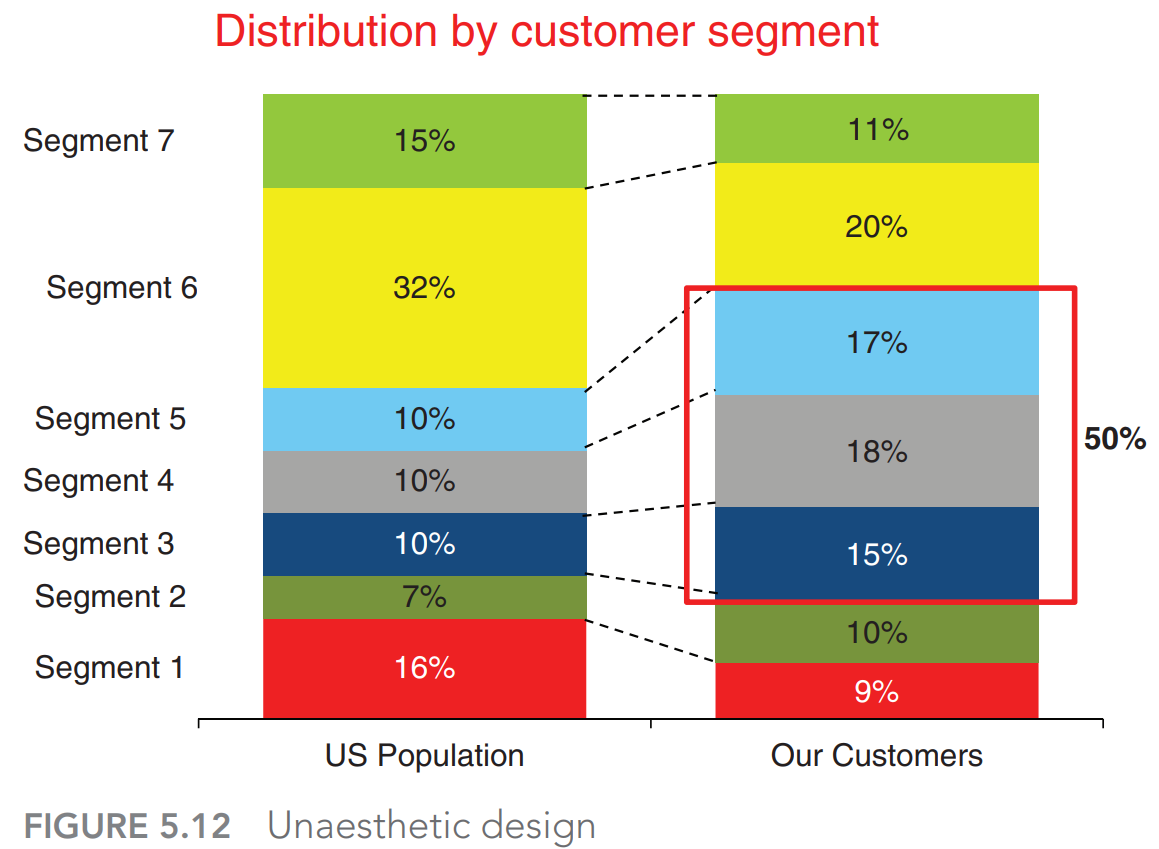 Distribution by customer segment
Segment 7 15% 11%
Segment 6 32% 20%
Segment 5 10% 17%
Segment 4 10% 18% 50%
Segment 3 10% 15%
Segment 2 7% 10%
Segment 1 16% 9%
US Population Our Customers
FIGURE 5.12 Unaesthetic design